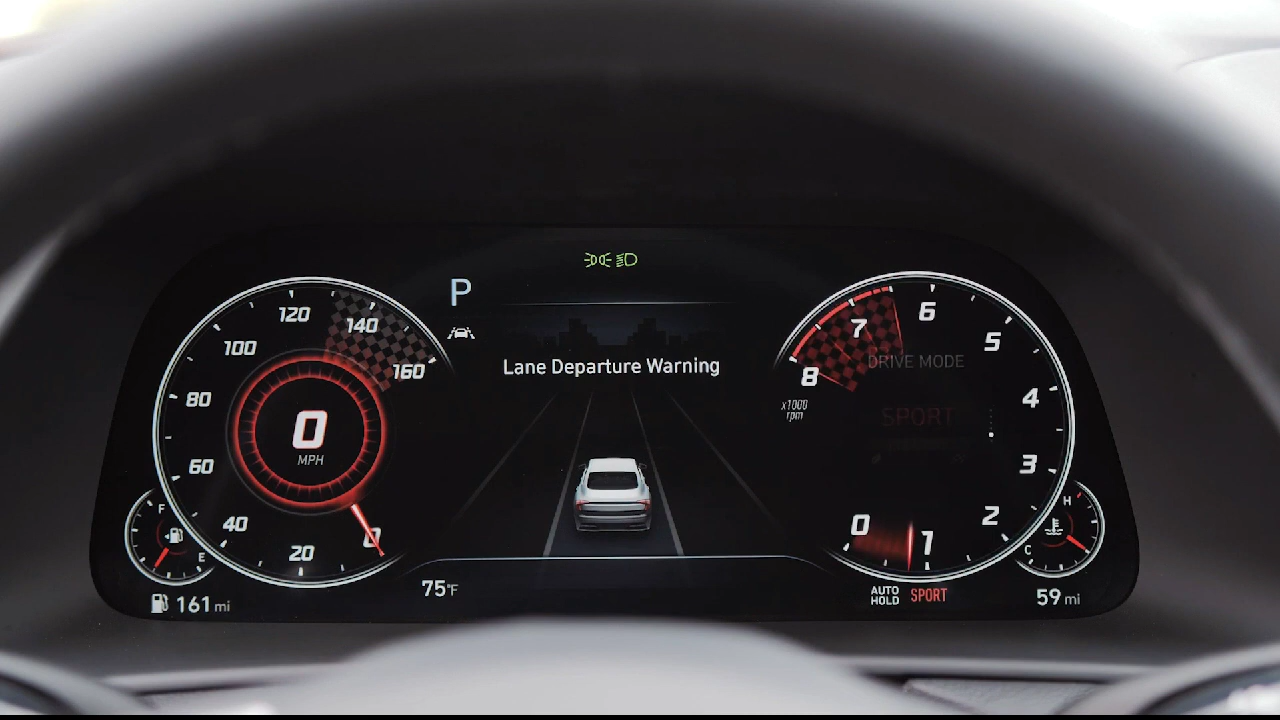 P
Lane Departure Warning
120
140
100
160
80
60
40
20
0
0
MPH
F
E
161 mi
75°F
6
7
5
8
4
3
2
1
0
x1000
rpm
DRIVE MODE
SPORT
H
C
AUTO
HOLD
SPORT
59 mi